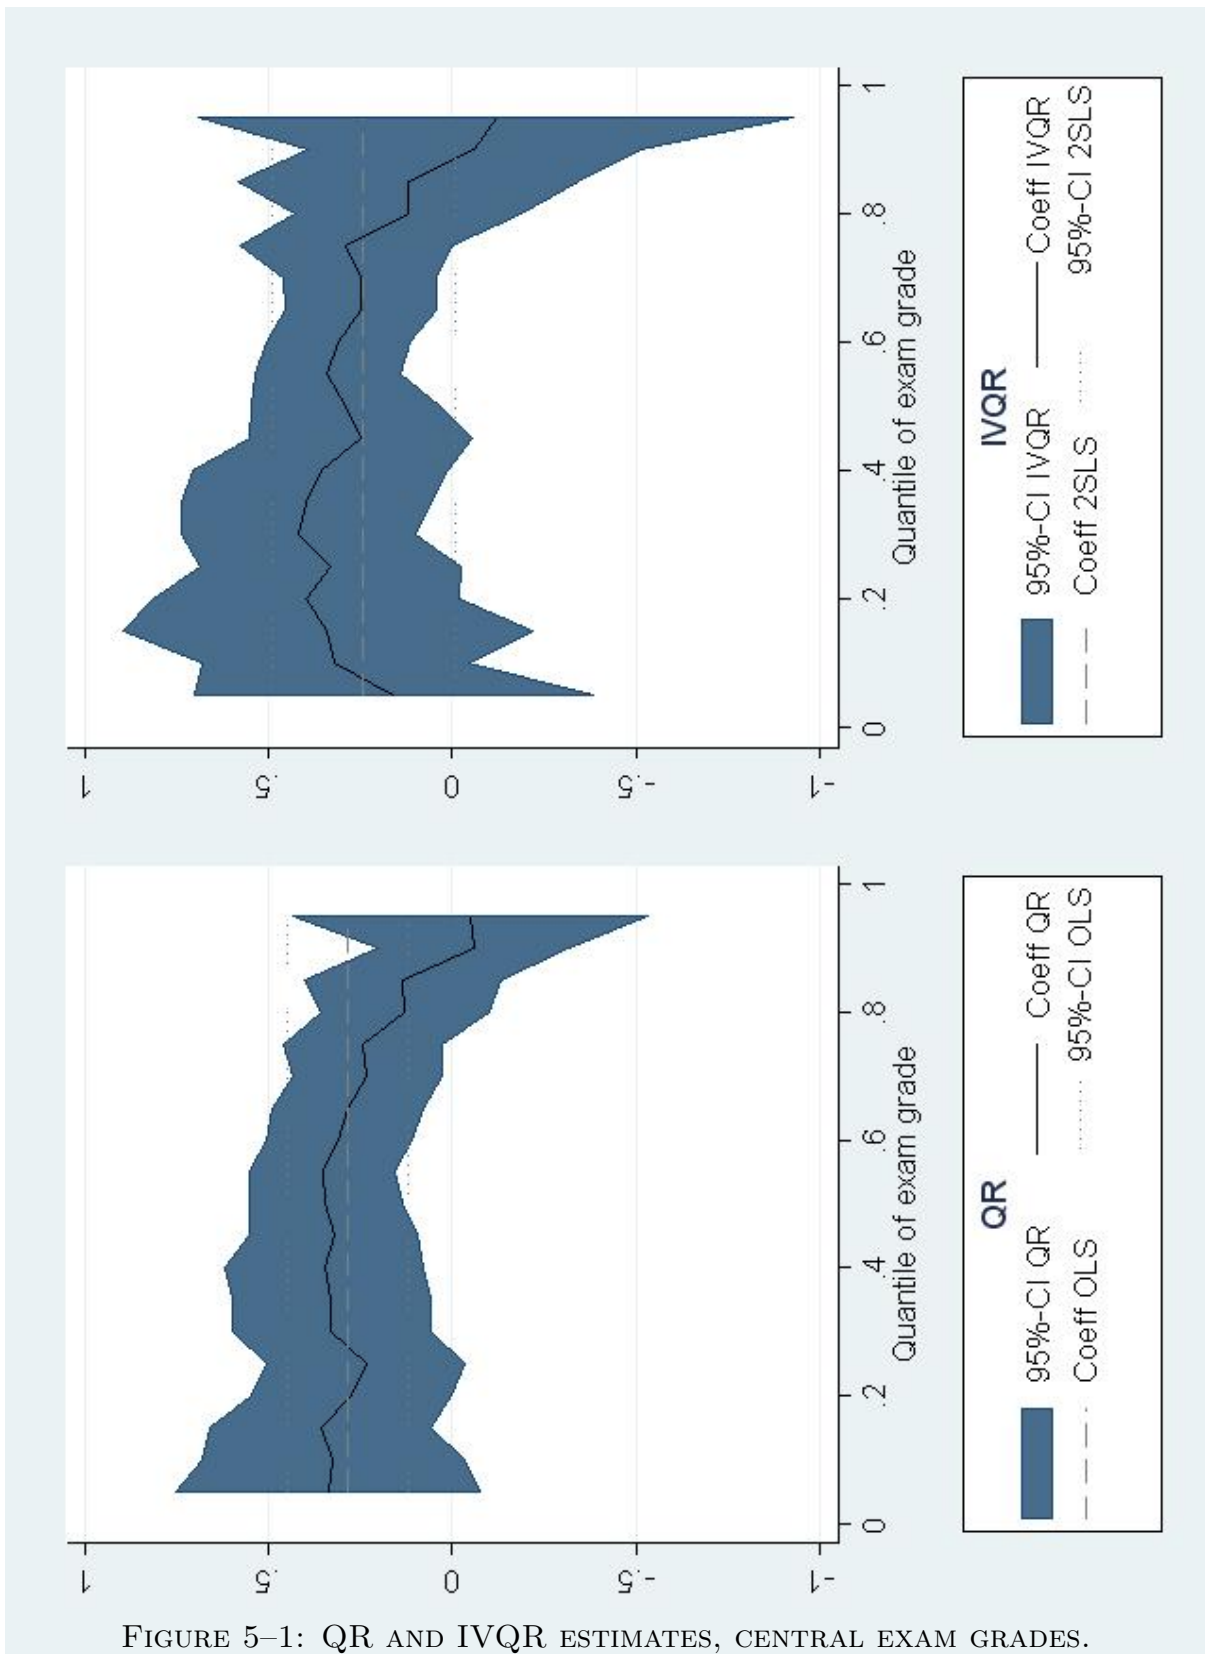 1
.5
0
-.5
-1
0 .2 .4 .6 .8 1
Quantile of exam grade
QR
95%-CI QR Coeff QR
Coeff OLS 95%-CI OLS
1
.5
0
-.5
-1
0 .2 .4 .6 .8 1
Quantile of exam grade
IVQR
95%-CI IVQR Coeff IVQR
Coeff 2SLS 95%-CI 2SLS
FIGURE 5–1: QR AND IVQR ESTIMATES, CENTRAL EXAM GRADES.